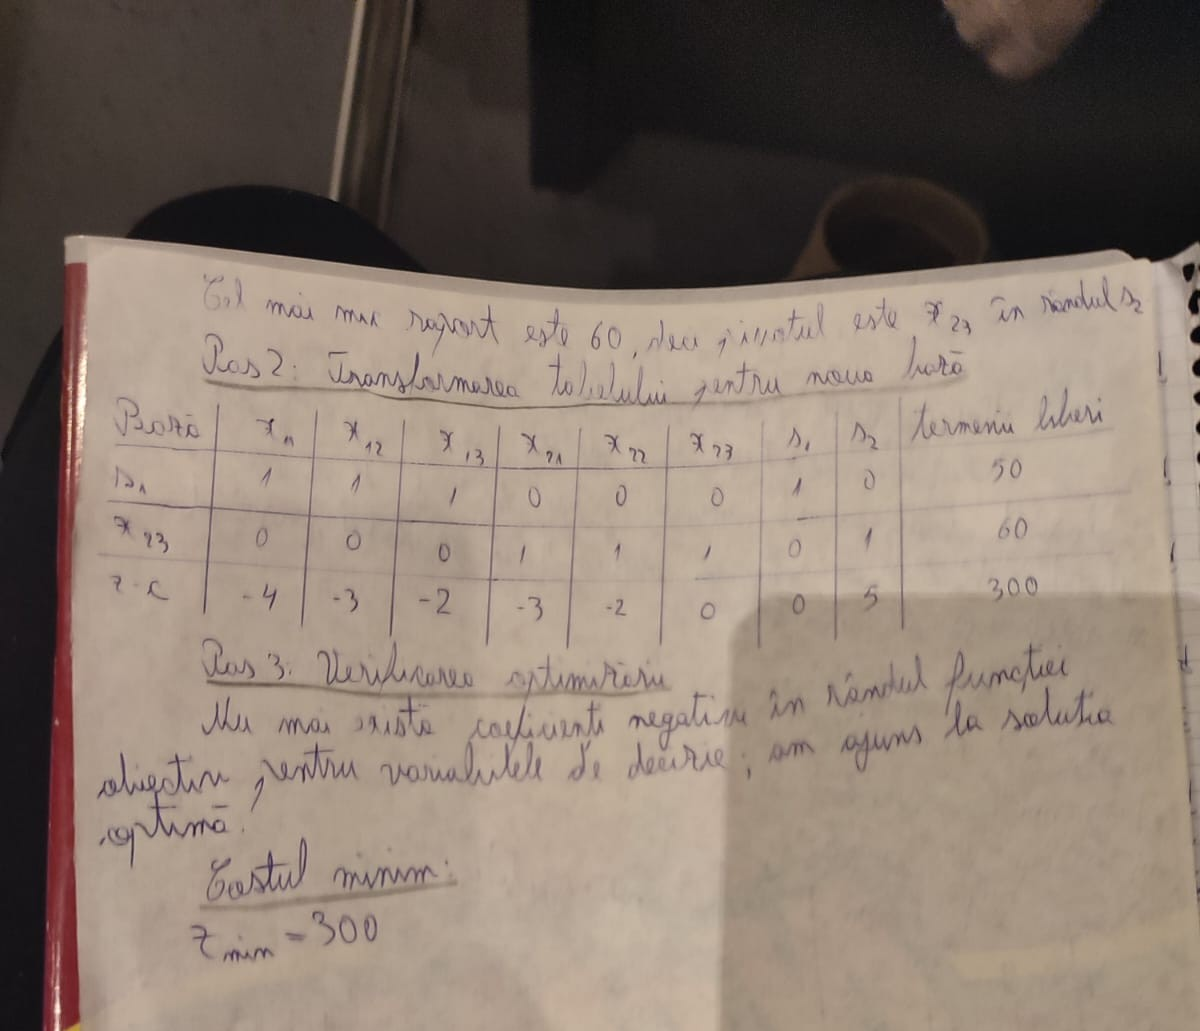 Cel mai mic raport este 60, deci pivotul este x₂₃ în rândul s₂
Pas 2: Transformarea tabelului pentru noua bază
Bază x₁₁ x₁₂ x₁₃ x₂₁ x₂₂ x₂₃ s₁ s₂ termenii liberi
s₁ 1 1 1 0 0 0 1 0 50
x₂₃ 0 0 0 1 1 1 0 1 60
z-c -4 -3 -2 -3 -2 0 0 5 300
Pas 3: Verificarea optimizării
Nu mai există coeficienți negativi în rândul funcției
obiectiv pentru variabilele de decizie; am ajuns la soluția
optimă.
Costul minim:
z min = 300